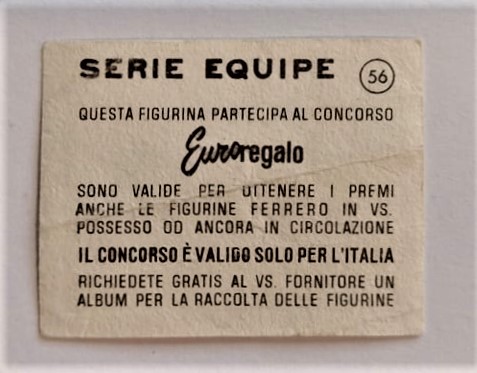 SERIE EQUIPE 56
QUESTA FIGURINA PARTECIPA AL CONCORSO
Euroregalo
SONO VALIDE PER OTTENERE I PREMI
ANCHE LE FIGURINE FERRERO IN VS.
POSSESSO OD ANCORA IN CIRCOLAZIONE
IL CONCORSO È VALIDO SOLO PER L'ITALIA
RICHIEDETE GRATIS AL VS. FORNITORE UN
ALBUM PER LA RACCOLTA DELLE FIGURINE